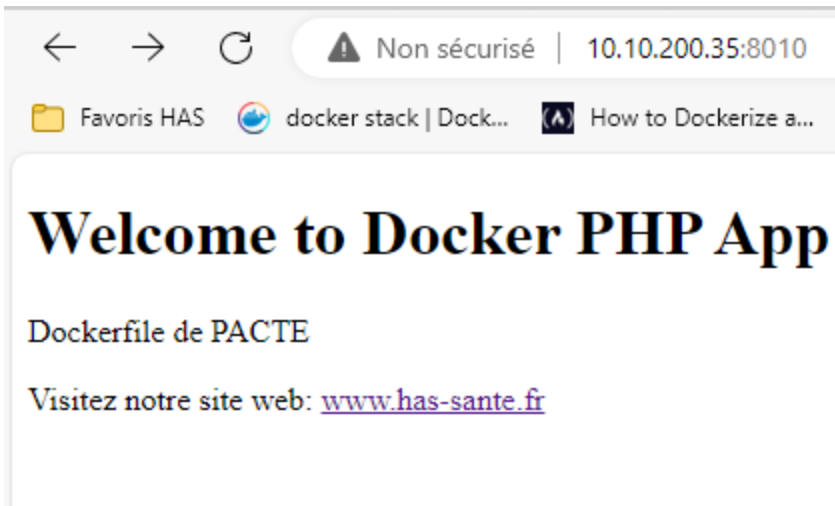 Non sécurisé | 10.10.200.35:8010
Favoris HAS docker stack | Dock... (A) How to Dockerize a...
Welcome to Docker PHP App
Dockerfile de PACTE
Visitez notre site web: www.has-sante.fr